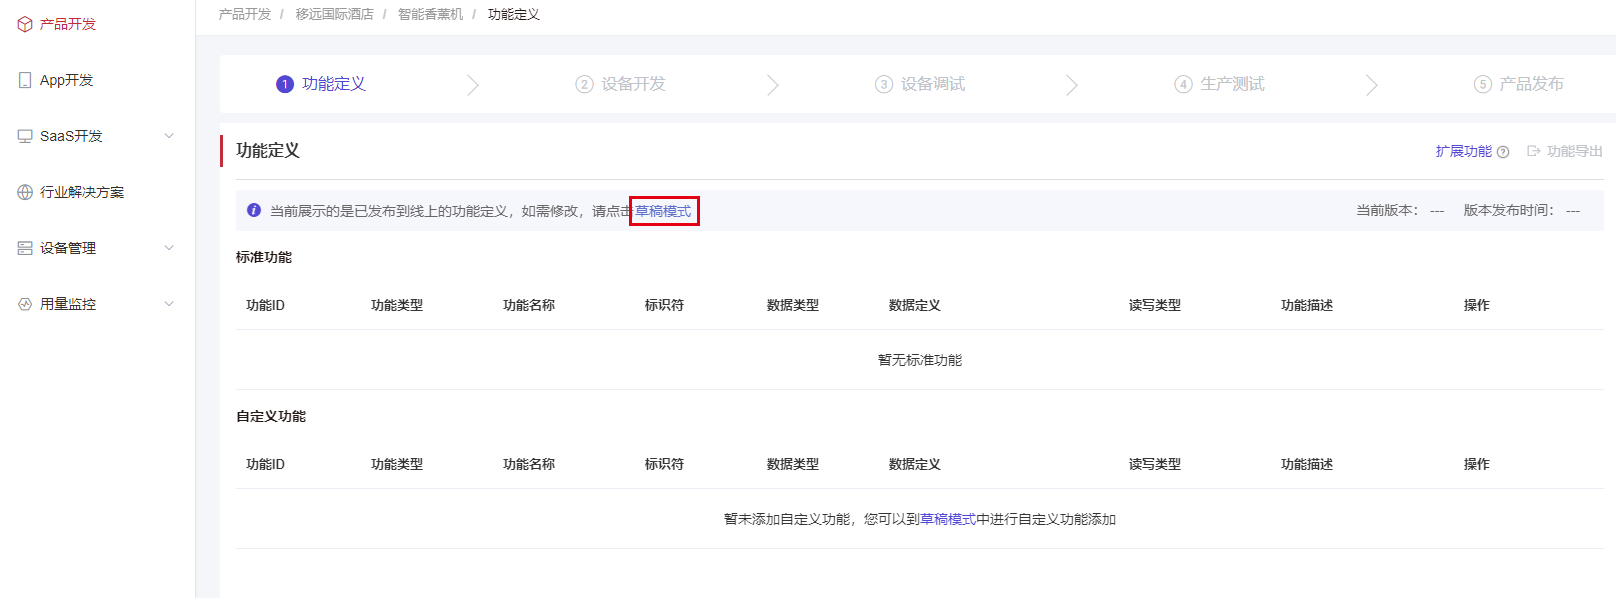 产品开发
App开发
SaaS开发
行业解决方案
设备管理
用量监控
产品开发 / 移远国际酒店 / 智能香薰机 / 功能定义
1 功能定义
2 设备开发
3 设备调试
4 生产测试
5 产品发布
功能定义
扩展功能 ?
功能导出
i 当前展示的是已发布到线上的功能定义，如需修改，请点击草稿模式
当前版本： --- 版本发布时间： ---
标准功能
功能ID 功能类型 功能名称 标识符 数据类型 数据定义 读写类型 功能描述 操作
暂无标准功能
自定义功能
功能ID 功能类型 功能名称 标识符 数据类型 数据定义 读写类型 功能描述 操作
暂未添加自定义功能，您可以到草稿模式中进行自定义功能添加